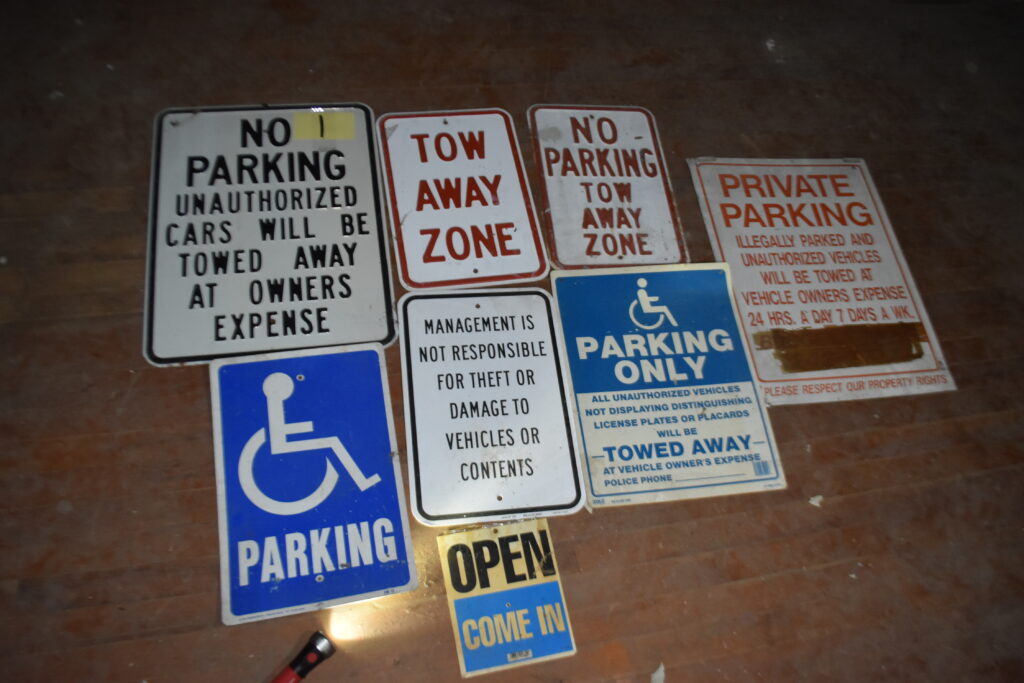 NO
1
PARKING
UNAUTHORIZED
CARS WILL BE
TOWED AWAY
AT OWNERS
EXPENSE
TOW
AWAY
ZONE
NO
PARKING
TOW
AWAY
ZONE
PRIVATE
PARKING
ILLEGALLY PARKED AND
UNAUTHORIZED VEHICLES
WILL BE TOWED AT
VEHICLE OWNERS EXPENSE
24 HRS. A DAY 7 DAYS A WK.
PLEASE RESPECT OUR PROPERTY RIGHTS
PARKING
MANAGEMENT IS
NOT RESPONSIBLE
FOR THEFT OR
DAMAGE TO
VEHICLES OR
CONTENTS
PARKING
ONLY
ALL UNAUTHORIZED VEHICLES
NOT DISPLAYING DISTINGUISHING
LICENSE PLATES OR PLACARDS
WILL BE
TOWED AWAY
AT VEHICLE OWNER'S EXPENSE
POLICE PHONE
OPEN
COME IN